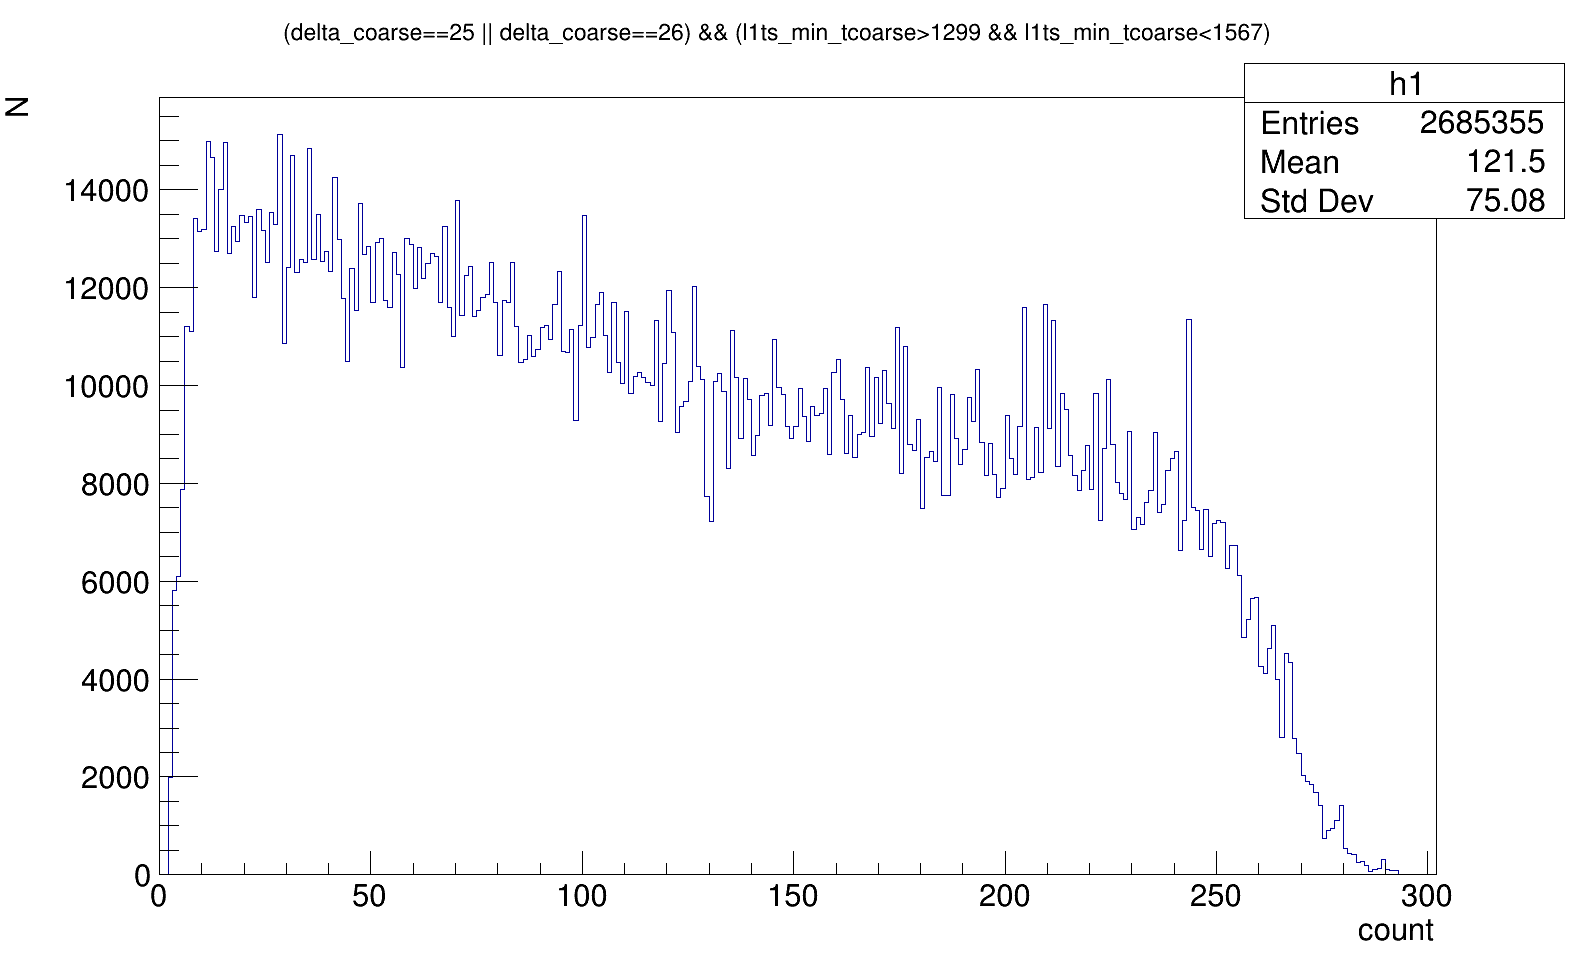 (delta_coarse==25 || delta_coarse==26) && (l1ts_min_tcoarse>1299 && l1ts_min_tcoarse<1567)
h1
Entries 2685355
Mean 121.5
Std Dev 75.08
N
14000
12000
10000
8000
6000
4000
2000
0
0 50 100 150 200 250 300
count